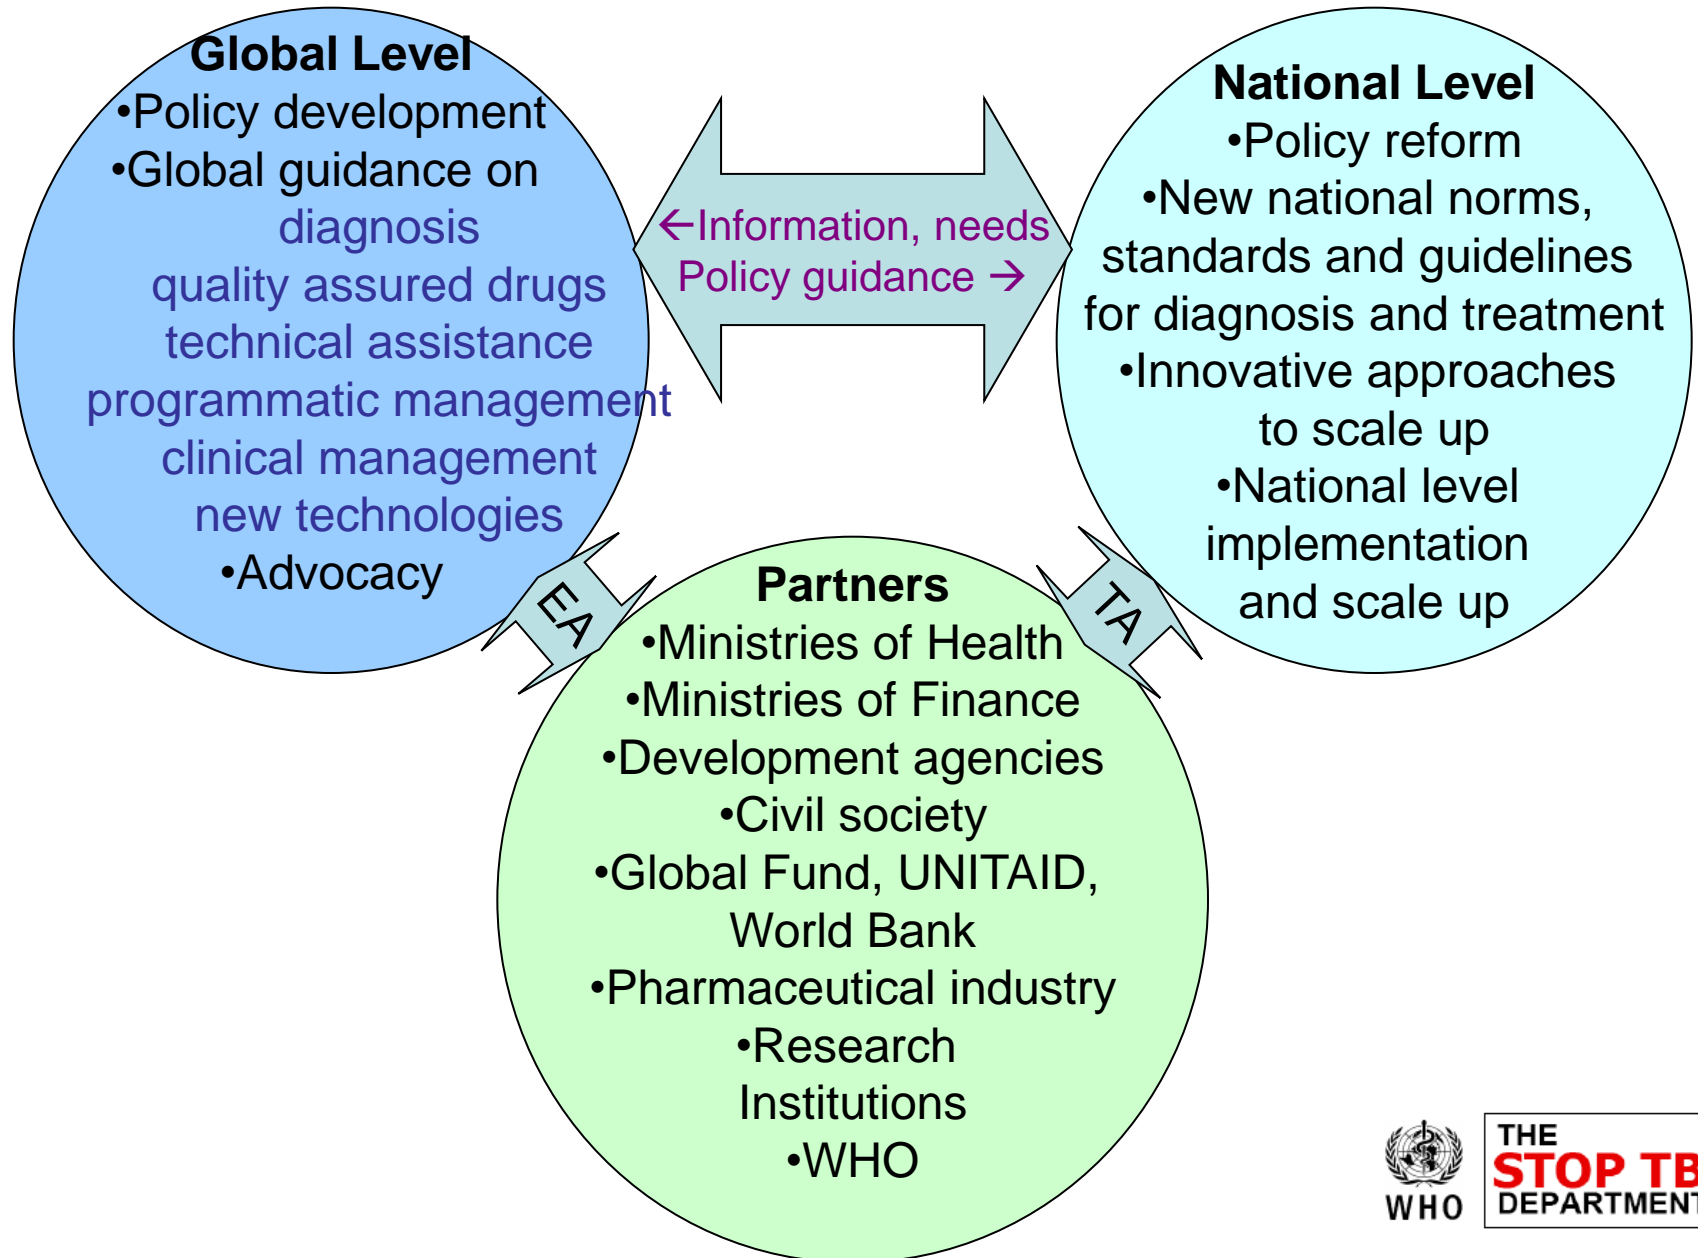 Global Level
•Policy development
•Global guidance on
diagnosis
quality assured drugs
technical assistance
programmatic management
clinical management
new technologies
•Advocacy
←Information, needs
Policy guidance →
National Level
•Policy reform
•New national norms,
standards and guidelines
for diagnosis and treatment
•Innovative approaches
to scale up
•National level
implementation
and scale up
EA
TA
Partners
•Ministries of Health
•Ministries of Finance
•Development agencies
•Civil society
•Global Fund, UNITAID,
World Bank
•Pharmaceutical industry
•Research
Institutions
•WHO
WHO
THE
STOP TB
DEPARTMENT